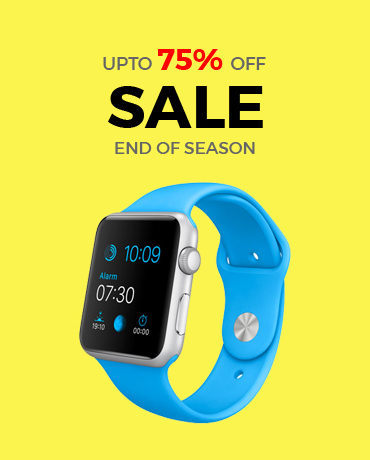 UPTO 75% OFF
SALE
END OF SEASON
10:09
Alarm
07:30
19:10 00:00